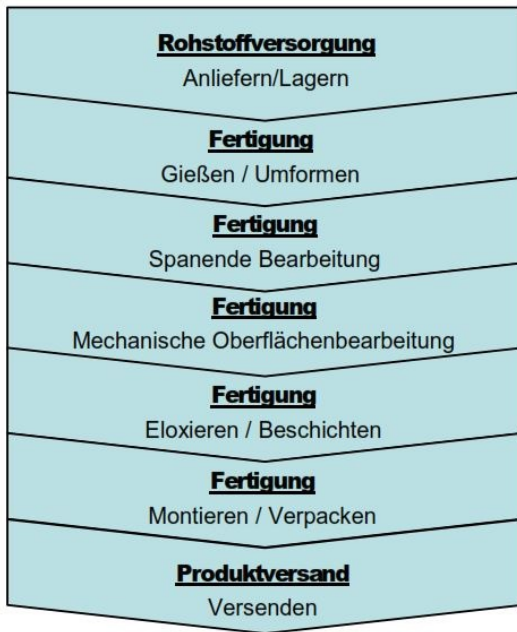 Rohstoffversorgung
Anliefern/Lagern
Fertigung
Gießen / Umformen
Fertigung
Spanende Bearbeitung
Fertigung
Mechanische Oberflächenbearbeitung
Fertigung
Eloxieren / Beschichten
Fertigung
Montieren / Verpacken
Produktversand
Versenden